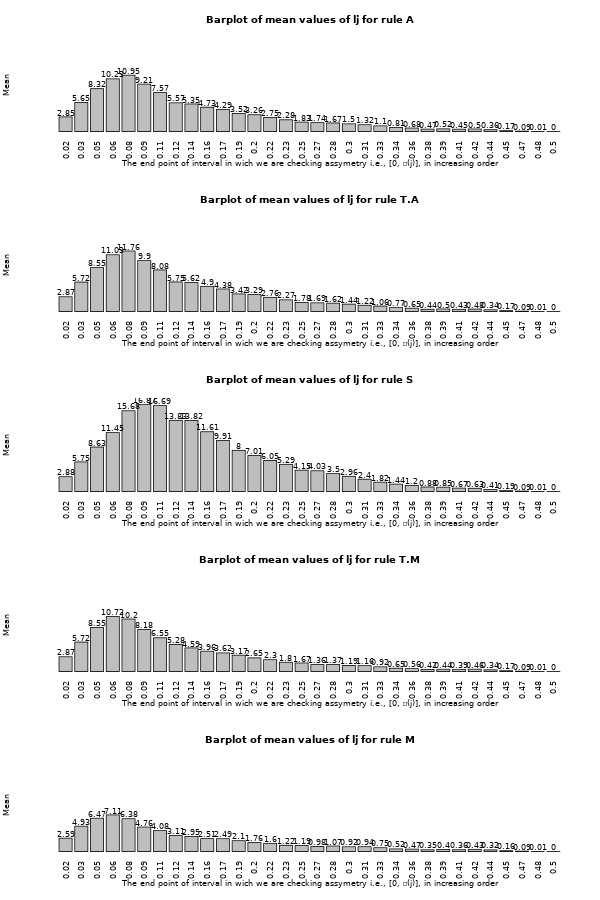 Barplot of mean values of lj for rule A
Mean
2.85 5.65 8.32 10.95 9.21 7.57 5.57 5.35 4.73 4.29 3.52 3.26 2.75 2.28 1.83 1.74 1.67 1.5 1.32 1.1 0.81 0.68 0.47 0.52 0.45 0.50 0.36 0.17 0.05 0.01 0
0.02 0.03 0.05 0.06 0.08 0.09 0.11 0.12 0.14 0.16 0.17 0.19 0.2 0.22 0.23 0.25 0.27 0.28 0.3 0.31 0.33 0.34 0.36 0.38 0.39 0.41 0.42 0.44 0.45 0.47 0.48 0.5
The end point of interval in wich we are checking assymetry i.e., [0, □(j)], in increasing order
Barplot of mean values of lj for rule T.A
Mean
2.87 5.72 8.55 11.76 9.9 8.08 5.75 5.62 4.9 4.38 3.42 3.29 2.76 2.27 1.78 1.69 1.62 1.44 1.22 1.06 0.77 0.65 0.44 0.5 0.43 0.48 0.34 0.17 0.05 0.01 0
0.02 0.03 0.05 0.06 0.08 0.09 0.11 0.12 0.14 0.16 0.17 0.19 0.2 0.22 0.23 0.25 0.27 0.28 0.3 0.31 0.33 0.34 0.36 0.38 0.39 0.41 0.42 0.44 0.45 0.47 0.48 0.5
The end point of interval in wich we are checking assymetry i.e., [0, □(j)], in increasing order
Barplot of mean values of lj for rule S
Mean
2.88 5.75 8.63 11.45 15.68 16.69 13.82 11.61 9.91 8 7.01 6.05 5.29 4.15 4.03 3.5 2.96 2.4 1.82 1.44 1.2 0.88 0.85 0.67 0.63 0.41 0.19 0.05 0.01 0
0.02 0.03 0.05 0.06 0.08 0.09 0.11 0.12 0.14 0.16 0.17 0.19 0.2 0.22 0.23 0.25 0.27 0.28 0.3 0.31 0.33 0.34 0.36 0.38 0.39 0.41 0.42 0.44 0.45 0.47 0.48 0.5
The end point of interval in wich we are checking assymetry i.e., [0, □(j)], in increasing order
Barplot of mean values of lj for rule T.M
Mean
2.87 5.72 8.55 10.73 10.2 8.18 6.55 5.28 4.59 3.96 3.62 3.17 2.65 2.3 1.8 1.67 1.36 1.37 1.19 1.16 0.92 0.65 0.56 0.42 0.44 0.39 0.46 0.34 0.17 0.05 0.01 0
0.02 0.03 0.05 0.06 0.08 0.09 0.11 0.12 0.14 0.16 0.17 0.19 0.2 0.22 0.23 0.25 0.27 0.28 0.3 0.31 0.33 0.34 0.36 0.38 0.39 0.41 0.42 0.44 0.45 0.47 0.48 0.5
The end point of interval in wich we are checking assymetry i.e., [0, □(j)], in increasing order
Barplot of mean values of lj for rule M
Mean
2.59 4.93 6.47 7.11 6.38 4.76 4.08 3.11 2.95 2.51 2.49 2.1 1.76 1.6 1.22 1.19 0.98 1.07 0.92 0.94 0.75 0.52 0.47 0.35 0.40 0.36 0.43 0.32 0.16 0.05 0.01 0
0.02 0.03 0.05 0.06 0.08 0.09 0.11 0.12 0.14 0.16 0.17 0.19 0.2 0.22 0.23 0.25 0.27 0.28 0.3 0.31 0.33 0.34 0.36 0.38 0.39 0.41 0.42 0.44 0.45 0.47 0.48 0.5
The end point of interval in wich we are checking assymetry i.e., [0, □(j)], in increasing order